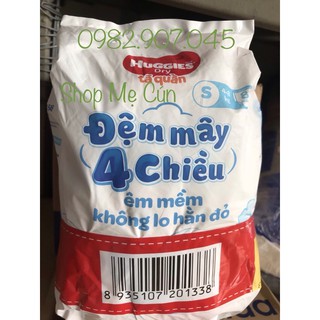 0982.907.045
HUGGIES
Dry
tã quần
Shop Mẹ Cún
S
Đệm mây
4 chiều
êm mềm
không lo hằn đỏ
8 935107 201338